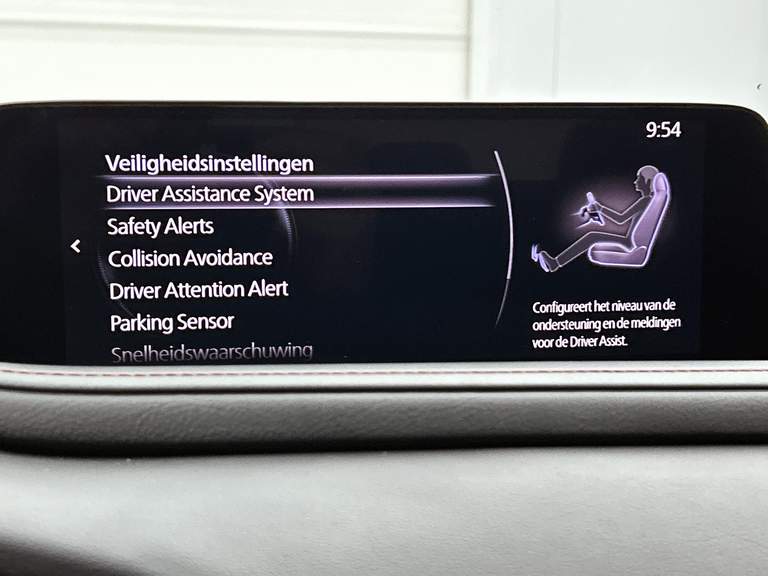 9:54
Veiligheidsinstellingen
Driver Assistance System
Safety Alerts
Collision Avoidance
Driver Attention Alert
Parking Sensor
Snelheidswaarschuwing
Configureert het niveau van de
ondersteuning en de meldingen
voor de Driver Assist.